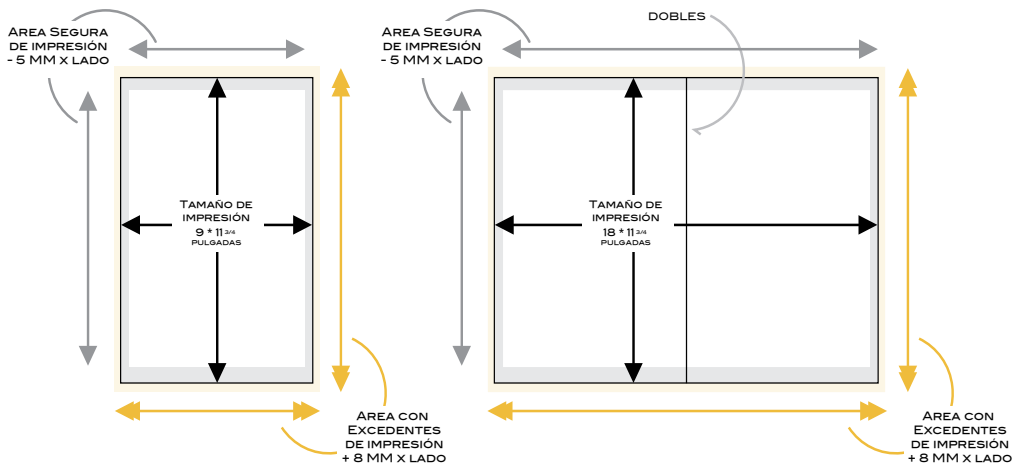 Area Segura
de impresión
- 5 MM x lado
Tamaño de
impresión
9 * 11 3/4
pulgadas
Area con
Excedentes
de impresión
+ 8 MM x lado
Area Segura
de impresión
- 5 MM x lado
dobles
Tamaño de
impresión
18 * 11 3/4
pulgadas
Area con
Excedentes
de impresión
+ 8 MM x lado